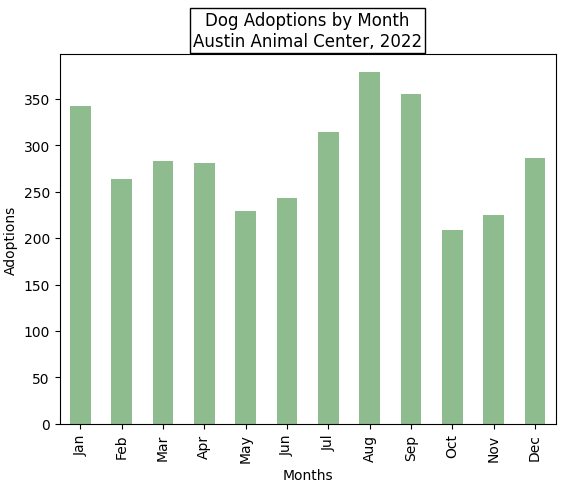 Dog Adoptions by Month
Austin Animal Center, 2022
Adoptions
350
300
250
200
150
100
50
0
Jan
Feb
Mar
Apr
May
Jun
Jul
Aug
Sep
Oct
Nov
Dec
Months